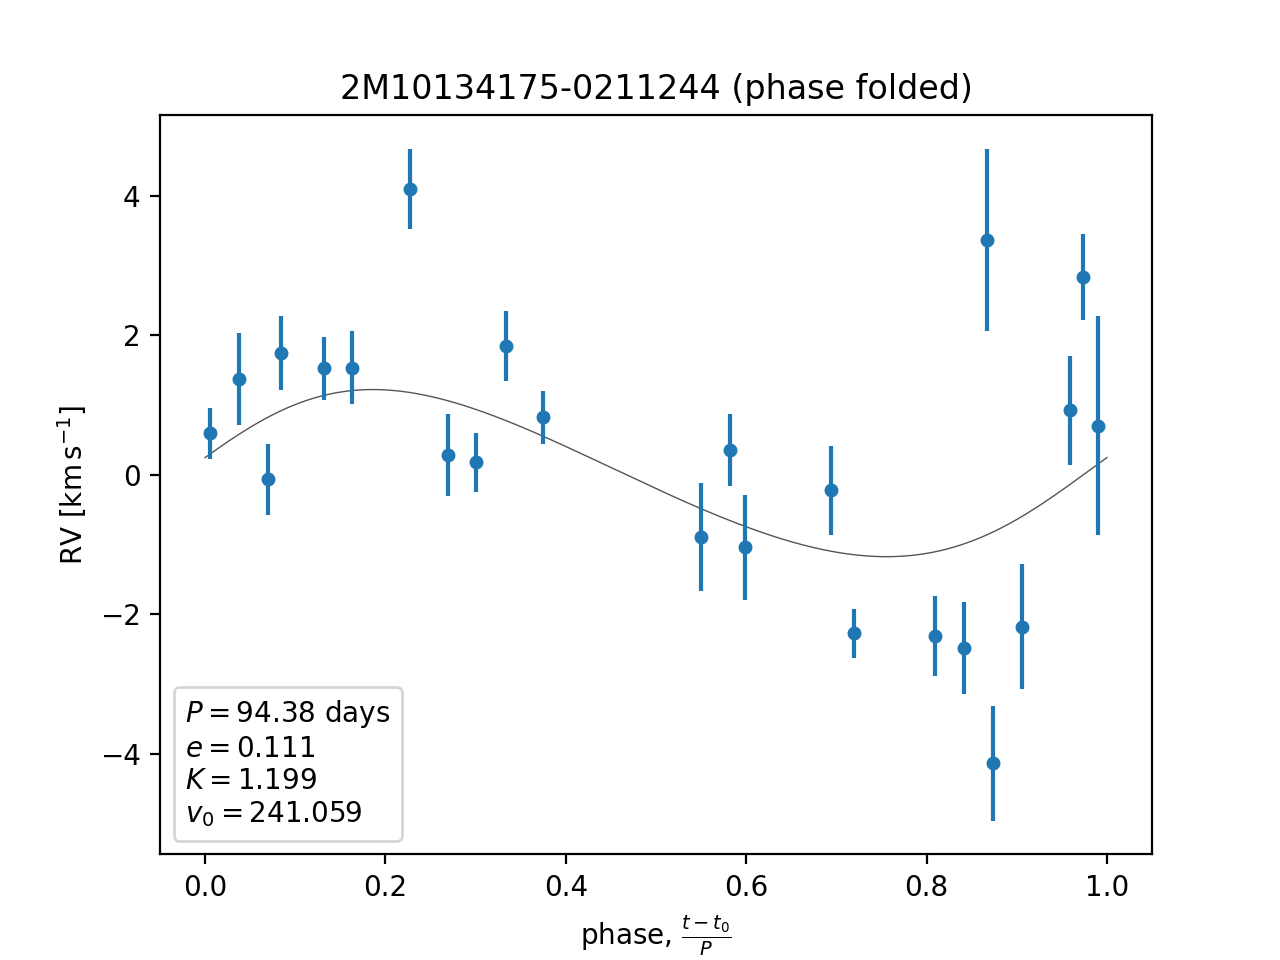 2M10134175-0211244 (phase folded)
RV [km s⁻¹]
4
2
0
−2
−4
P = 94.38 days
e = 0.111
K = 1.199
v₀ = 241.059
0.0 0.2 0.4 0.6 0.8 1.0
phase, (t − t₀)/P